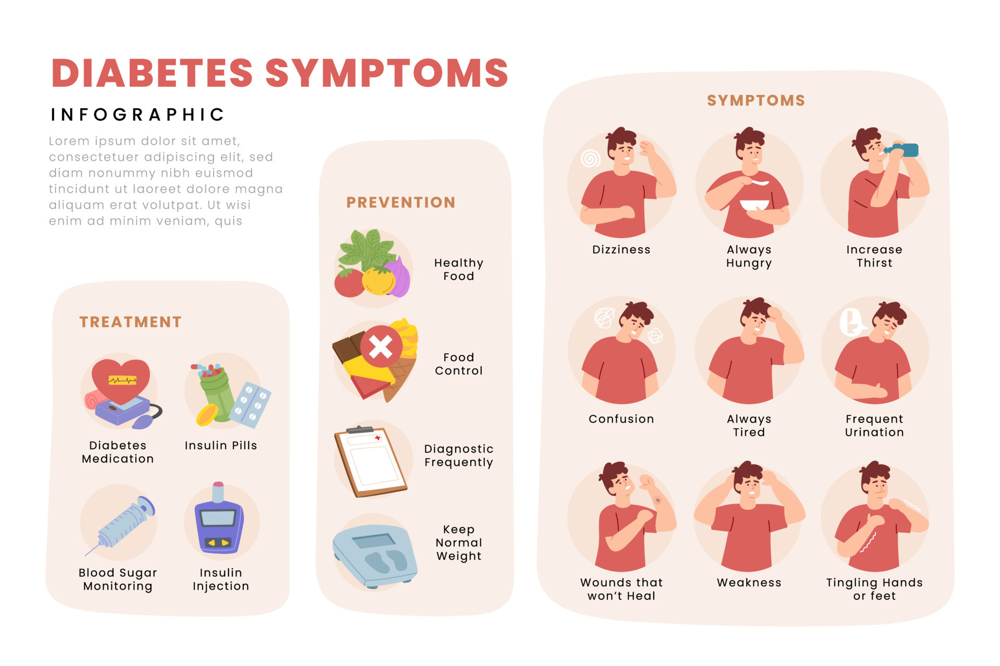 DIABETES SYMPTOMS
INFOGRAPHIC
Lorem ipsum dolor sit amet,
consectetuer adipiscing elit, sed
diam nonummy nibh euismod
tincidunt ut laoreet dolore magna
aliquam erat volutpat. Ut wisi
enim ad minim veniam, quis
TREATMENT
Diabetes
Medication
Insulin Pills
Blood Sugar
Monitoring
Insulin
Injection
PREVENTION
Healthy
Food
Food
Control
Diagnostic
Frequently
Keep
Normal
Weight
SYMPTOMS
Dizziness
Always
Hungry
Increase
Thirst
Confusion
Always
Tired
Frequent
Urination
Wounds that
won't Heal
Weakness
Tingling Hands
or feet